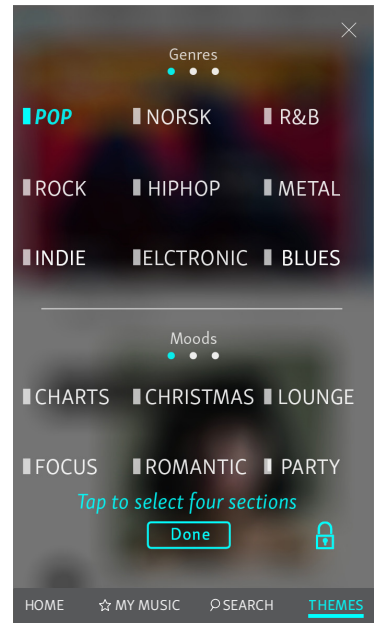 Genres
POP NORSK R&B
ROCK HIPHOP METAL
INDIE ELCTRONIC BLUES
Moods
CHARTS CHRISTMAS LOUNGE
FOCUS ROMANTIC PARTY
Tap to select four sections
Done
HOME MY MUSIC SEARCH THEMES